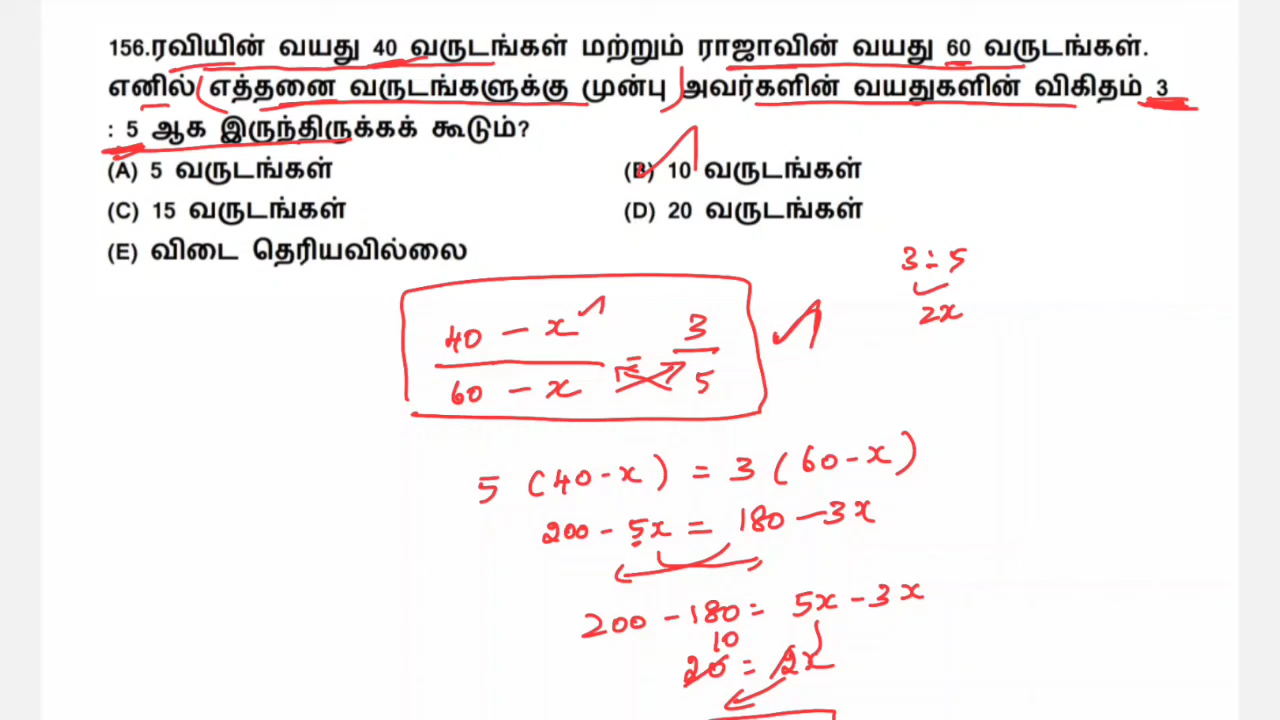 156.ரவியின் வயது 40 வருடங்கள் மற்றும் ராஜாவின் வயது 60 வருடங்கள்.
எனில் எத்தனை வருடங்களுக்கு முன்பு அவர்களின் வயதுகளின் விகிதம் 3
: 5 ஆக இருந்திருக்கக் கூடும்?
(A) 5 வருடங்கள் (B) 10 வருடங்கள்
(C) 15 வருடங்கள் (D) 20 வருடங்கள்
(E) விடை தெரியவில்லை
3:5
2x
40 - x 3
= 
60 - x 5
5 (40-x) = 3 (60-x)
200 - 5x = 180 - 3x
200 - 180 = 5x - 3x
10
20 = 2x